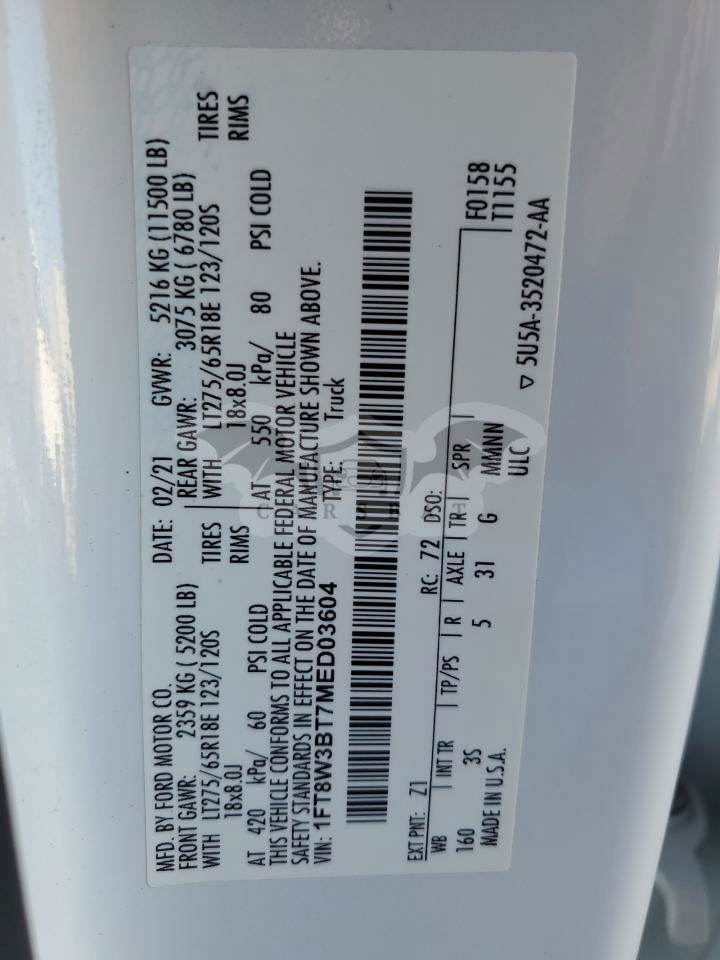 MFD. BY FORD MOTOR CO.
DATE: 02/21 GVWR: 5216 KG (11500 LB)
FRONT GAWR: 2359 KG ( 5200 LB) REAR GAWR: 3075 KG ( 6780 LB)
WITH LT275/65R18E 123/120S TIRES WITH LT275/65R18E 123/120S TIRES
18x8.0J RIMS 18x8.0J RIMS
AT 420 kPa/ 60 PSI COLD AT 550 kPa/ 80 PSI COLD
THIS VEHICLE CONFORMS TO ALL APPLICABLE FEDERAL MOTOR VEHICLE
SAFETY STANDARDS IN EFFECT ON THE DATE OF MANUFACTURE SHOWN ABOVE.
VIN: 1FT8W3BT7MED03604 TYPE: Truck
EXT PNT: Z1 RC: 72 DSO: F0158
WB INT TR TP/PS R AXLE TR SPR T1155
160 3S 5 31 G MMMNN
ULC
MADE IN U.S.A. ▽ 5U5A-3520472-AA